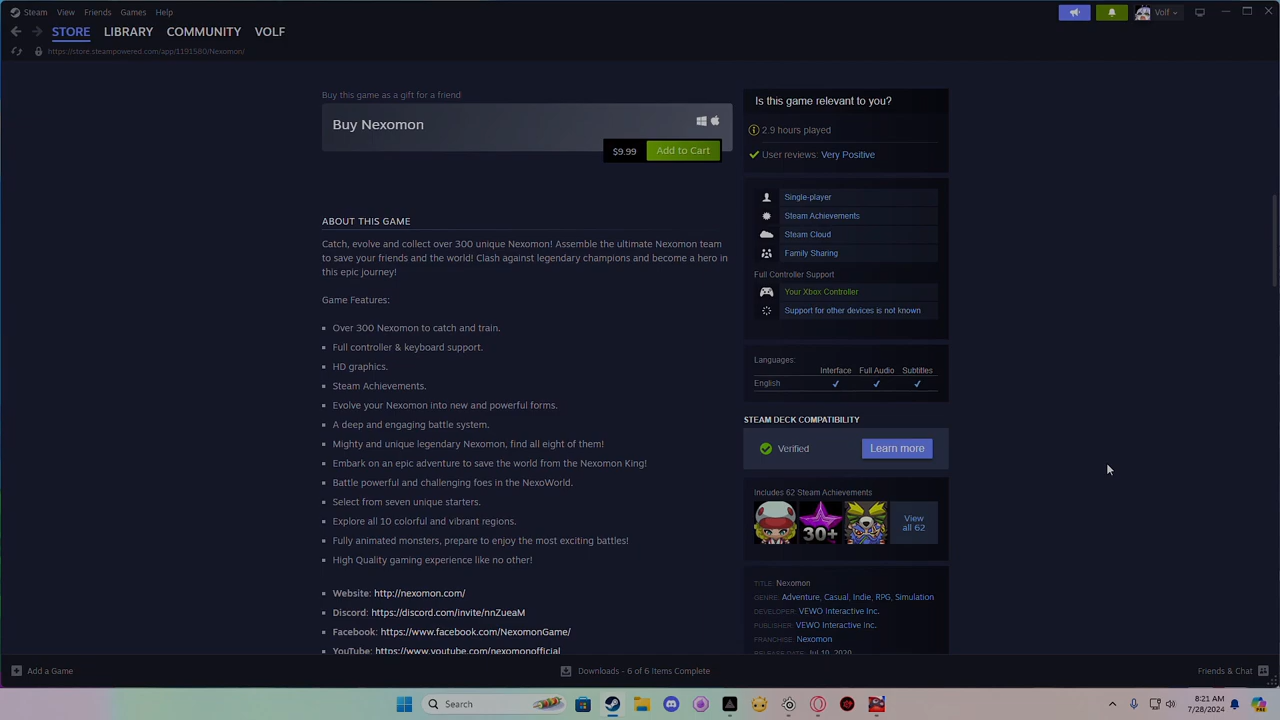 Steam View Friends Games Help
Volf
STORE LIBRARY COMMUNITY VOLF
https://store.steampowered.com/app/1191580/Nexomon/
Buy this game as a gift for a friend
Buy Nexomon
$9.99 Add to Cart
ABOUT THIS GAME
Catch, evolve and collect over 300 unique Nexomon! Assemble the ultimate Nexomon team
to save your friends and the world! Clash against legendary champions and become a hero in
this epic journey!
Game Features:
Over 300 Nexomon to catch and train.
Full controller & keyboard support.
HD graphics.
Steam Achievements.
Evolve your Nexomon into new and powerful forms.
A deep and engaging battle system.
Mighty and unique legendary Nexomon, find all eight of them!
Embark on an epic adventure to save the world from the Nexomon King!
Battle powerful and challenging foes in the NexoWorld.
Select from seven unique starters.
Explore all 10 colorful and vibrant regions.
Fully animated monsters, prepare to enjoy the most exciting battles!
High Quality gaming experience like no other!
Website: http://nexomon.com/
Discord: https://discord.com/invite/nnZueaM
Facebook: https://www.facebook.com/NexomonGame/
YouTube: https://www.youtube.com/nexomonofficial
Is this game relevant to you?
2.9 hours played
User reviews: Very Positive
Single-player
Steam Achievements
Steam Cloud
Family Sharing
Full Controller Support
Your Xbox Controller
Support for other devices is not known
Languages:
Interface Full Audio Subtitles
English ✓ ✓ ✓
STEAM DECK COMPATIBILITY
Verified Learn more
Includes 62 Steam Achievements
30+
View
all 62
TITLE: Nexomon
GENRE: Adventure, Casual, Indie, RPG, Simulation
DEVELOPER: VEWO Interactive Inc.
PUBLISHER: VEWO Interactive Inc.
FRANCHISE: Nexomon
RELEASE DATE: Jul 10, 2020
Add a Game
Downloads - 6 of 6 Items Complete
Friends & Chat
Search
8:21 AM
7/28/2024